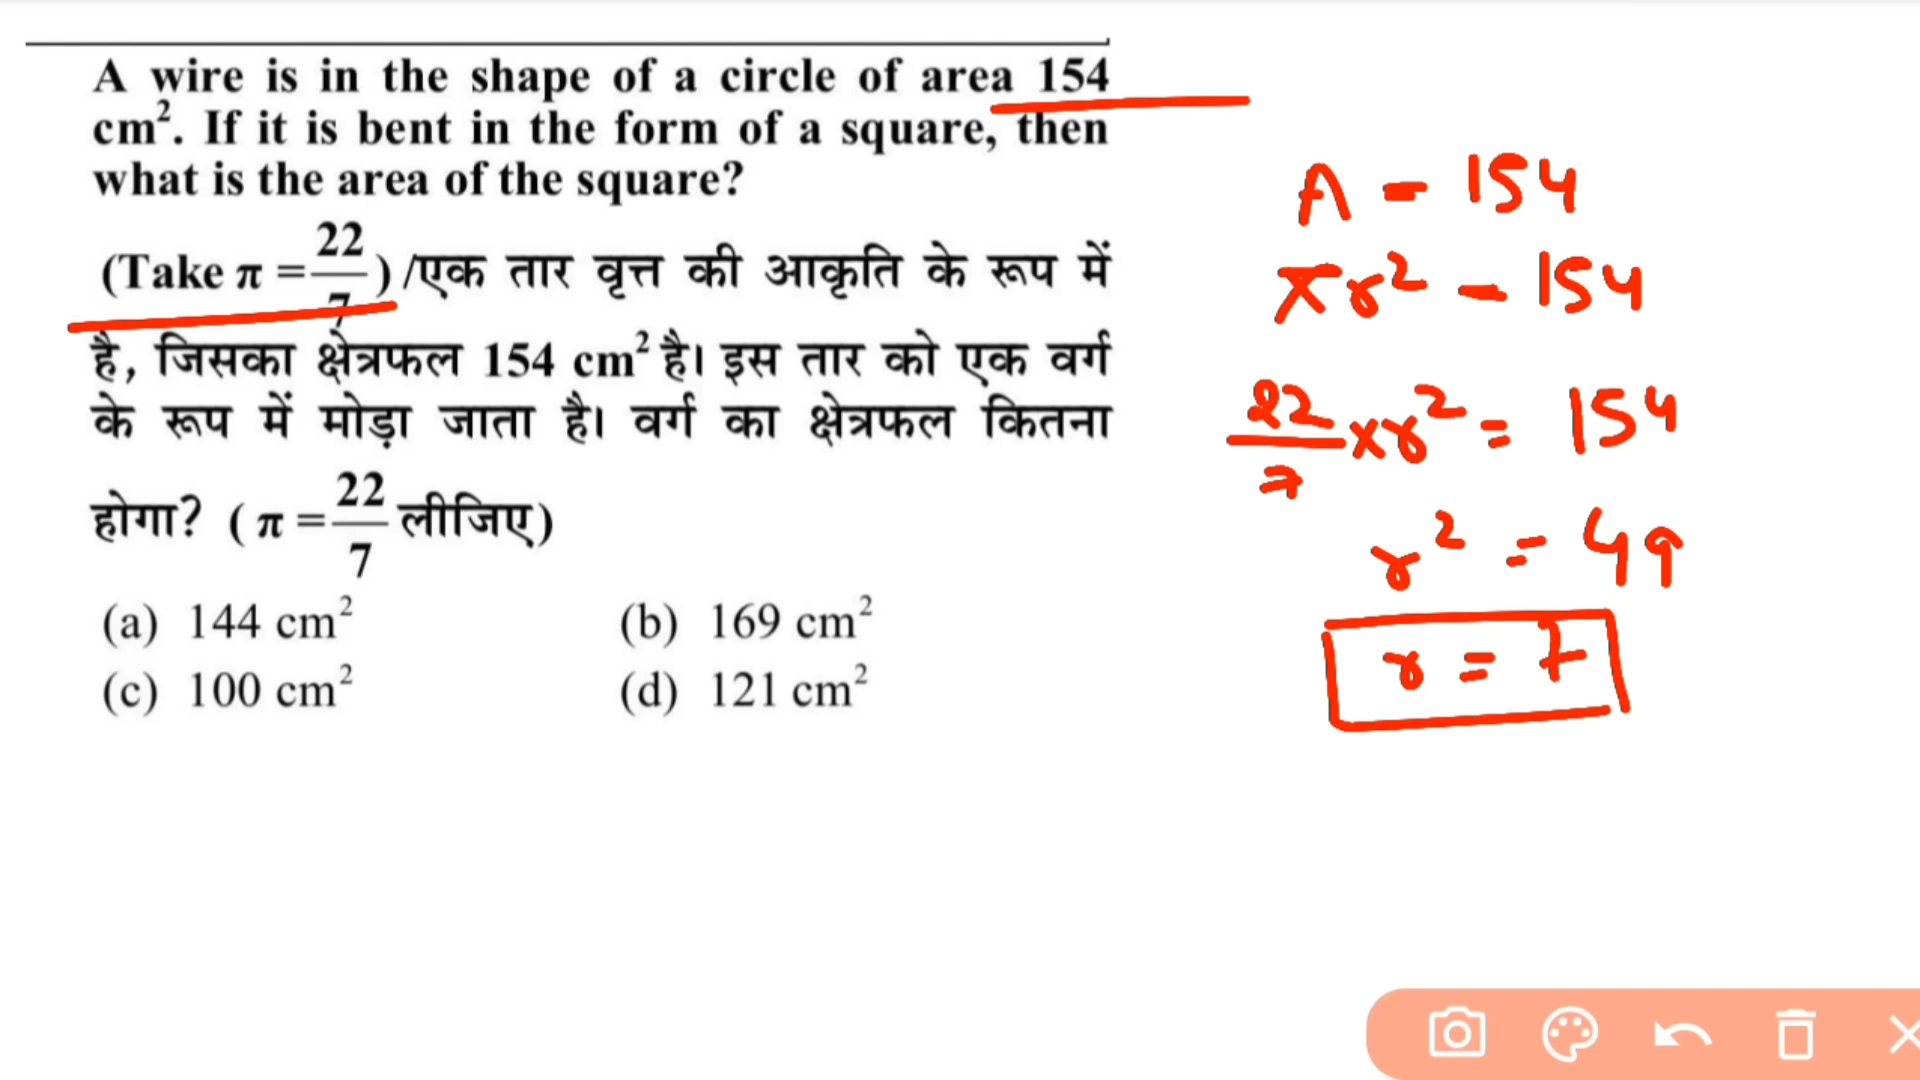 A wire is in the shape of a circle of area 154
cm². If it is bent in the form of a square, then
what is the area of the square?
(Take π = 22/7) /एक तार वृत्त की आकृति के रूप में
है, जिसका क्षेत्रफल 154 cm² है। इस तार को एक वर्ग
के रूप में मोड़ा जाता है। वर्ग का क्षेत्रफल कितना
होगा? ( π = 22/7 लीजिए)
(a) 144 cm² (b) 169 cm²
(c) 100 cm² (d) 121 cm²
A = 154
πr² = 154
22/7 × r² = 154
r² = 49
r = 7